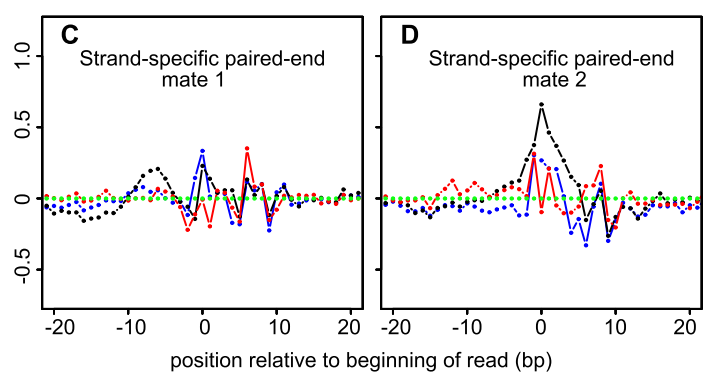 C
Strand-specific paired-end
mate 1
D
Strand-specific paired-end
mate 2
1.0
0.5
0
-0.5
-20 -10 0 10 20
-20 -10 0 10 20
position relative to beginning of read (bp)